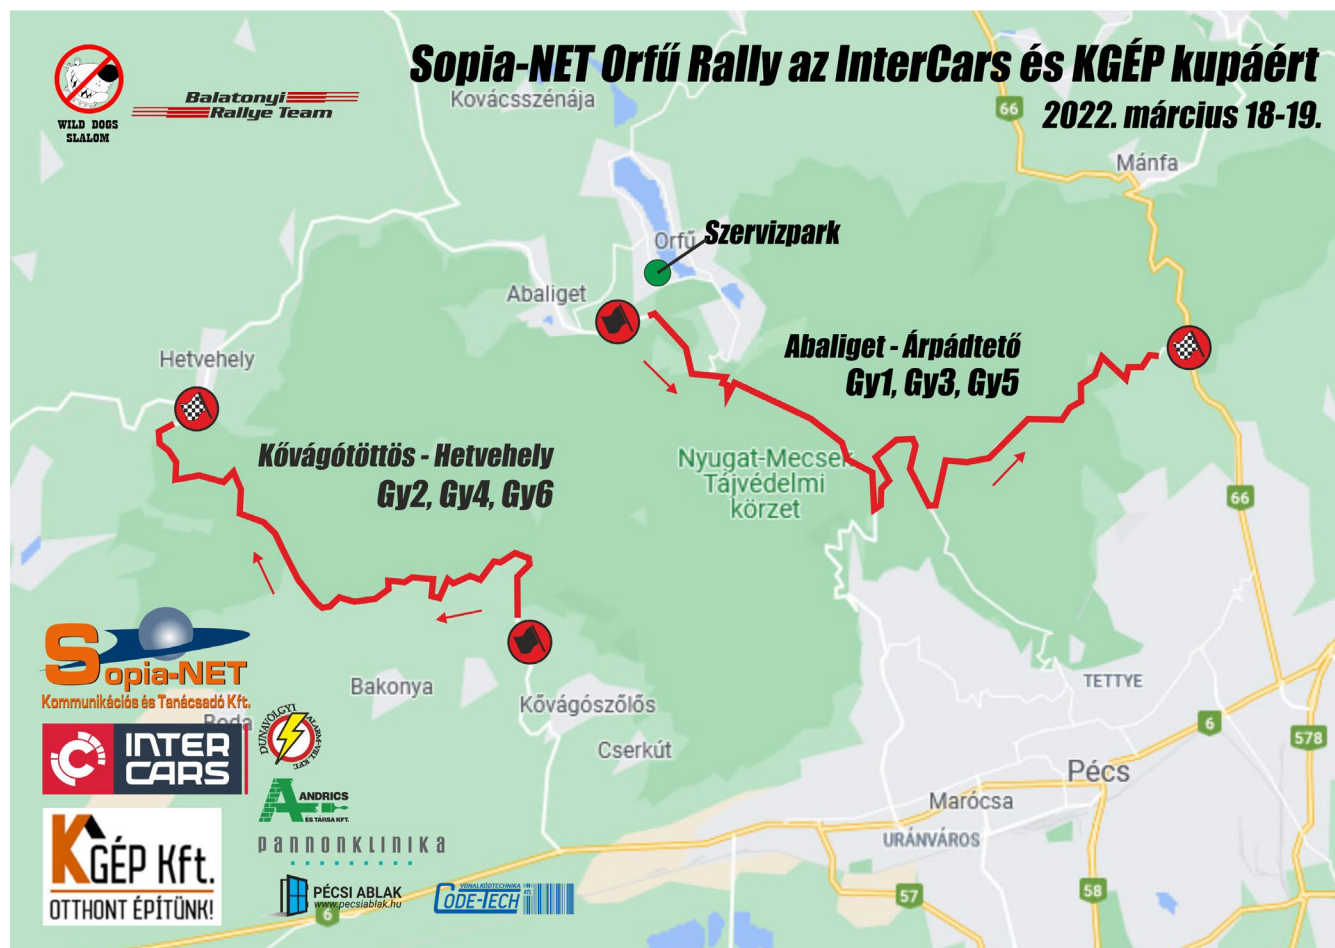 Sopia-NET Orfű Rally az InterCars és KGÉP kupáért
2022. március 18-19.
WILD DOGS
SLALOM
Balatonyi
Rallye Team
Kovácsszénája
66
Mánfa
Szervizpark
Orfű
Abaliget
Hetvehely
Abaliget - Árpádtető
Gy1, Gy3, Gy5
Kővágótöttös - Hetvehely
Gy2, Gy4, Gy6
Nyugat-Mecsek
Tájvédelmi
körzet
66
Sopia-NET
Kommunikációs és Tanácsadó Kft.
Boda
Bakonya
Kővágószőlős
Cserkút
TETTYE
6
578
Pécs
Marócsa
URÁNVÁROS
57
58
6
INTER
CARS
DUNAVÖLGYI
ANDRICS
ÉS TÁRSA KFT.
pannonklinika
KGÉP Kft.
OTTHONT ÉPÍTÜNK!
PÉCSI ABLAK
www.pecsiablak.hu
VONALKÓDTECHNIKA
CODE-TECH
Kft.